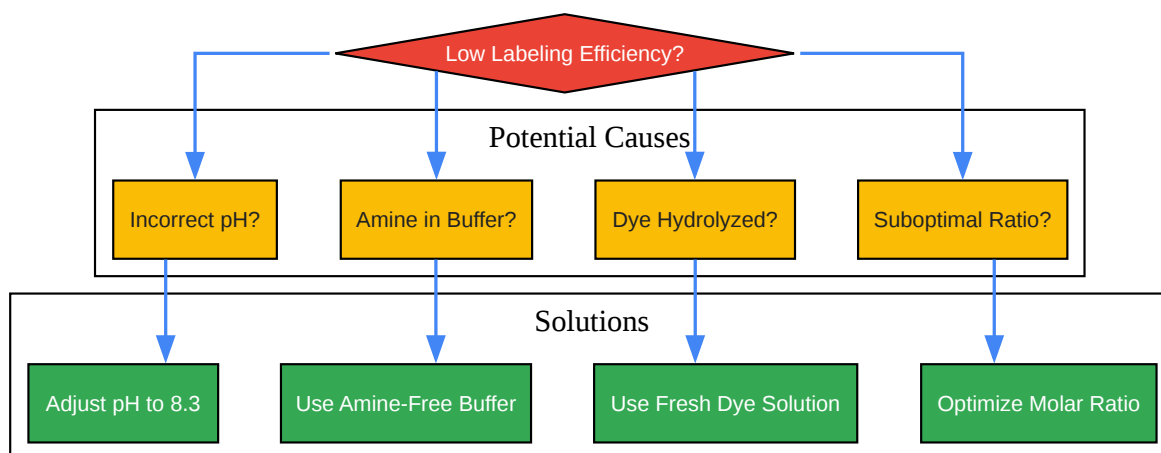 Low Labeling Efficiency?
Potential Causes
Incorrect pH?
Amine in Buffer?
Dye Hydrolyzed?
Suboptimal Ratio?
Solutions
Adjust pH to 8.3
Use Amine-Free Buffer
Use Fresh Dye Solution
Optimize Molar Ratio